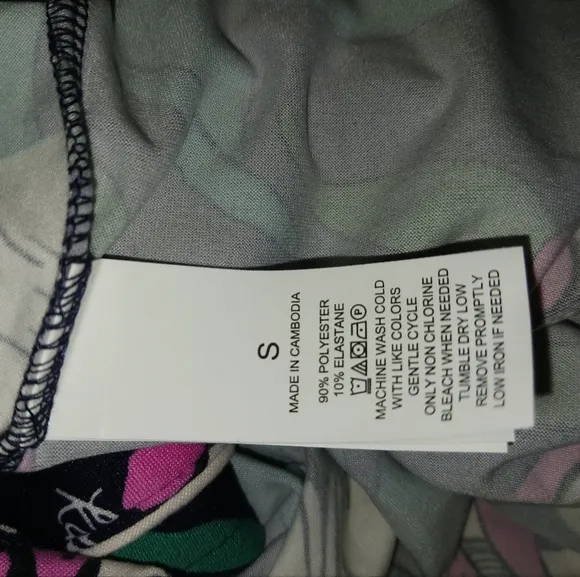 S
MADE IN CAMBODIA
90% POLYESTER
10% ELASTANE
MACHINE WASH COLD
WITH LIKE COLORS
GENTLE CYCLE
ONLY NON CHLORINE
BLEACH WHEN NEEDED
TUMBLE DRY LOW
REMOVE PROMPTLY
LOW IRON IF NEEDED